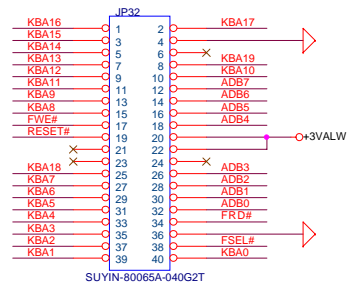 JP32
KBA16 1 2 KBA17
KBA15 3 4
KBA14 5 6
KBA13 7 8 KBA19
KBA12 9 10 KBA10
KBA11 11 12 ADB7
KBA9 13 14 ADB6
KBA8 15 16 ADB5
FWE# 17 18 ADB4
RESET# 19 20 +3VALW
21 22
23 24
KBA18 25 26 ADB3
KBA7 27 28 ADB2
KBA6 29 30 ADB1
KBA5 31 32 ADB0
KBA4 33 34 FRD#
KBA3 35 36
KBA2 37 38 FSEL#
KBA1 39 40 KBA0
SUYIN-80065A-040G2T